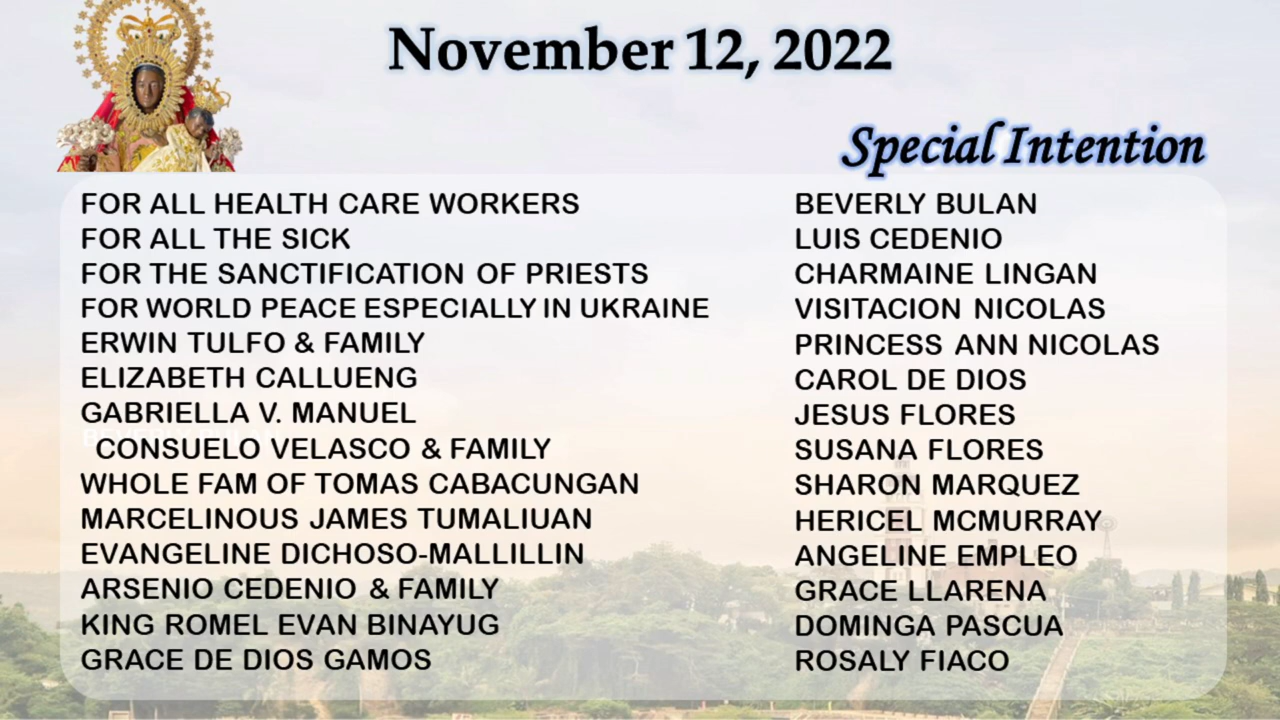 November 12, 2022
Special Intention
FOR ALL HEALTH CARE WORKERS
FOR ALL THE SICK
FOR THE SANCTIFICATION OF PRIESTS
FOR WORLD PEACE ESPECIALLY IN UKRAINE
ERWIN TULFO & FAMILY
ELIZABETH CALLUENG
GABRIELLA V. MANUEL
CONSUELO VELASCO & FAMILY
WHOLE FAM OF TOMAS CABACUNGAN
MARCELINOUS JAMES TUMALIUAN
EVANGELINE DICHOSO-MALLILLIN
ARSENIO CEDENIO & FAMILY
KING ROMEL EVAN BINAYUG
GRACE DE DIOS GAMOS
BEVERLY BULAN
LUIS CEDENIO
CHARMAINE LINGAN
VISITACION NICOLAS
PRINCESS ANN NICOLAS
CAROL DE DIOS
JESUS FLORES
SUSANA FLORES
SHARON MARQUEZ
HERICEL MCMURRAY
ANGELINE EMPLEO
GRACE LLARENA
DOMINGA PASCUA
ROSALY FIACO